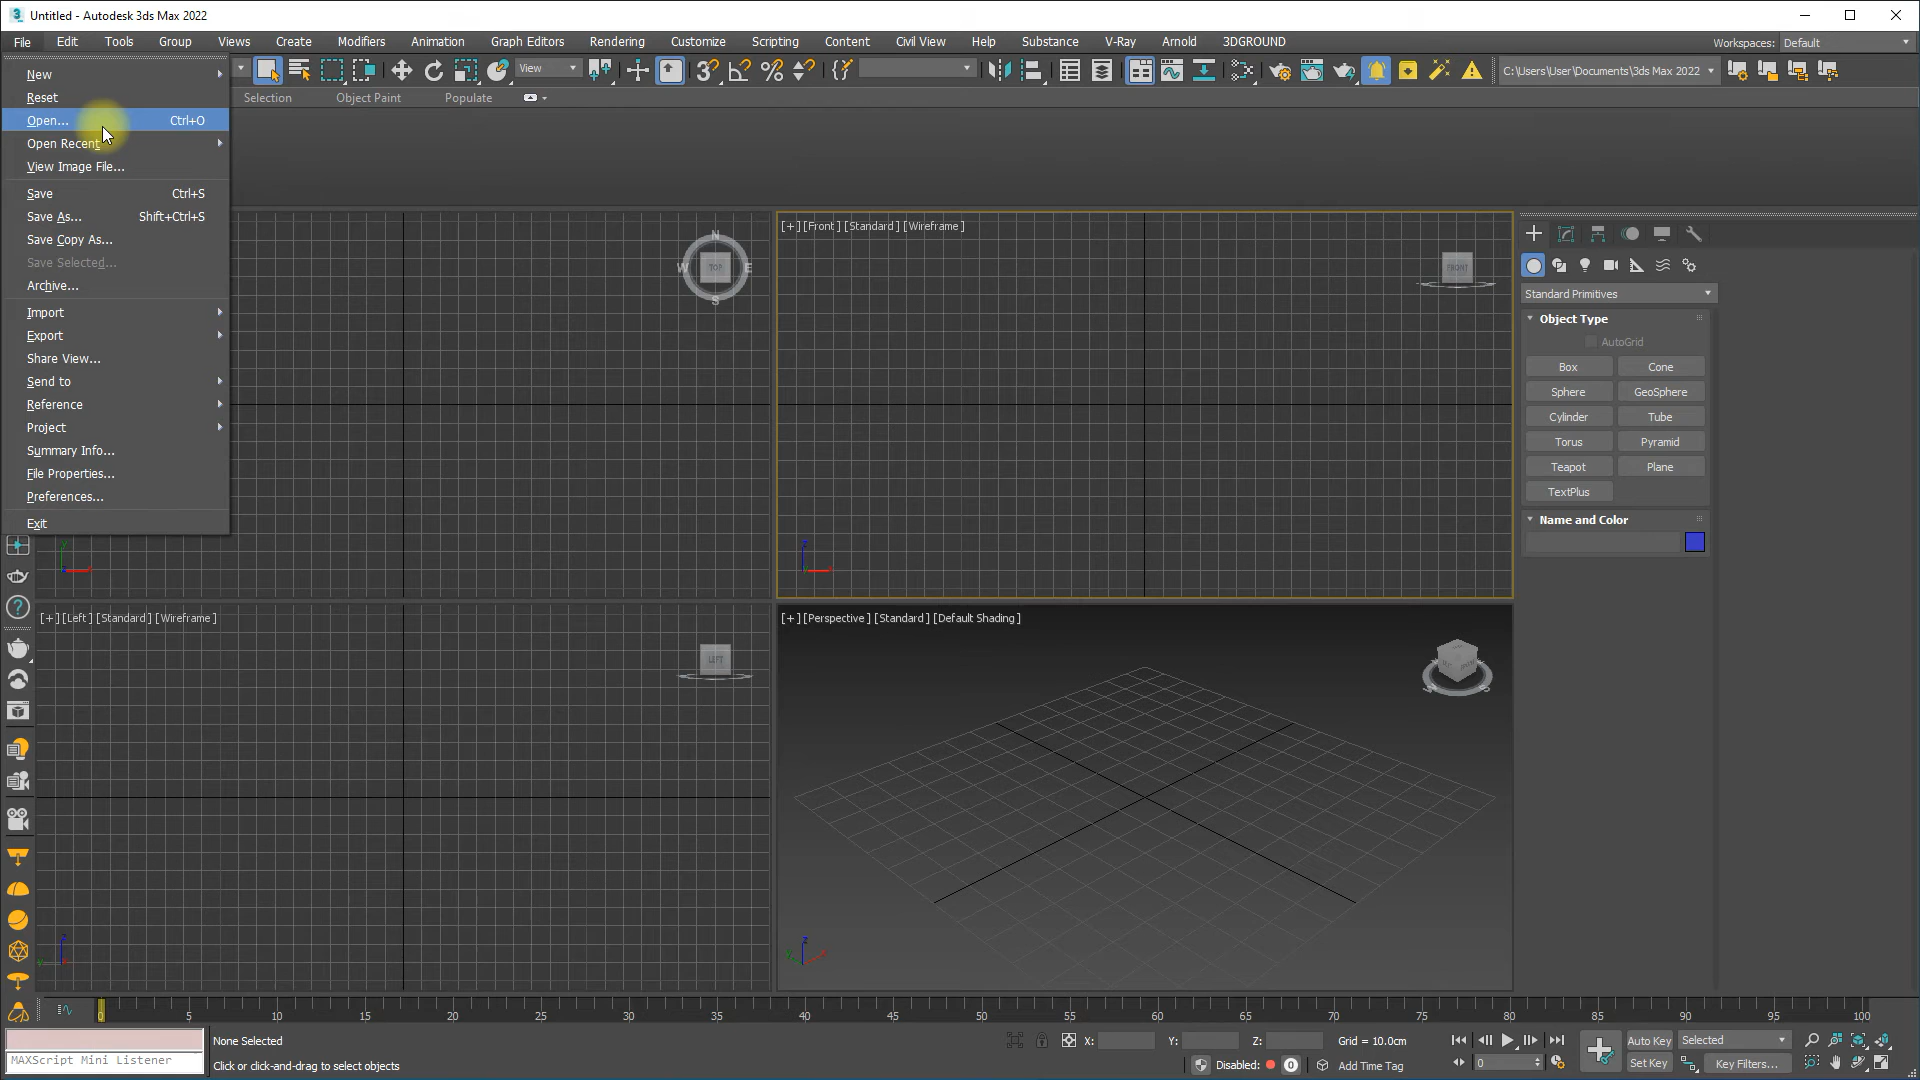 Untitled - Autodesk 3ds Max 2022
File Edit Tools Group Views Create Modifiers Animation Graph Editors Rendering Customize Scripting Content Civil View Help Substance V-Ray Arnold 3DGROUND
Workspaces: Default
View
C:\Users\User\Documents\3ds Max 2022
Selection Object Paint Populate
New
Reset
Open... Ctrl+O
Open Recent
View Image File...
Save Ctrl+S
Save As... Shift+Ctrl+S
Save Copy As...
Save Selected...
Archive...
Import
Export
Share View...
Send to
Reference
Project
Summary Info...
File Properties...
Preferences...
Exit
N
W TOP E
S
[+] [Front ] [Standard ] [Wireframe ]
FRONT
z
y
x
[+] [Left ] [Standard ] [Wireframe ]
LEFT
z
y
[+] [Perspective ] [Standard ] [Default Shading ]
z
y x
Standard Primitives
Object Type
AutoGrid
Box Cone
Sphere GeoSphere
Cylinder Tube
Torus Pyramid
Teapot Plane
TextPlus
Name and Color
0 5 10 15 20 25 30 35 40 45 50 55 60 65 70 75 80 85 90 95 100
MAXScript Mini Listener
None Selected
Click or click-and-drag to select objects
X: Y: Z: Grid = 10.0cm
Disabled: 0 Add Time Tag
0
Auto Key Selected
Set Key Key Filters...